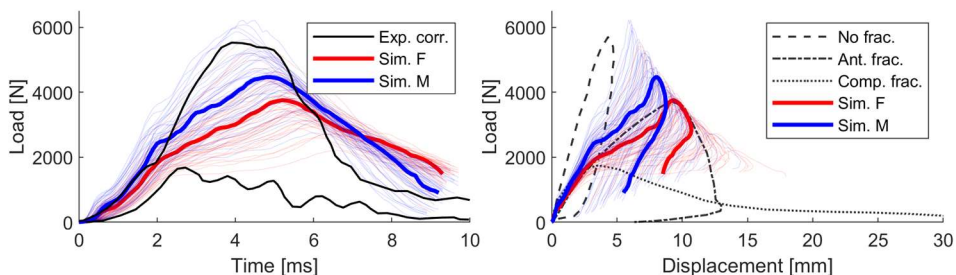 6000
4000
2000
0
Load [N]
0
2
4
6
8
10
Time [ms]
Exp. corr.
Sim. F
Sim. M
6000
4000
2000
0
Load [N]
0
5
10
15
20
25
30
Displacement [mm]
No frac.
Ant. frac.
Comp. frac.
Sim. F
Sim. M